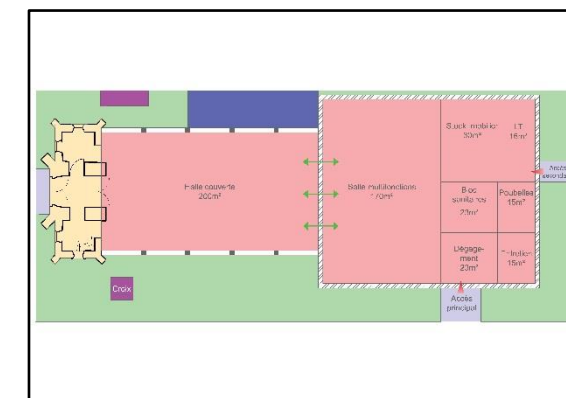 Stock mobilier
30m²
LT
16m²
Accès
Halle couverte
200m²
Salle multifonctions
170m²
Bloc
sanitaires
23m²
Poubelles
15m²
Dégage-
ment
23m²
15m²
Croix
Accès
principal